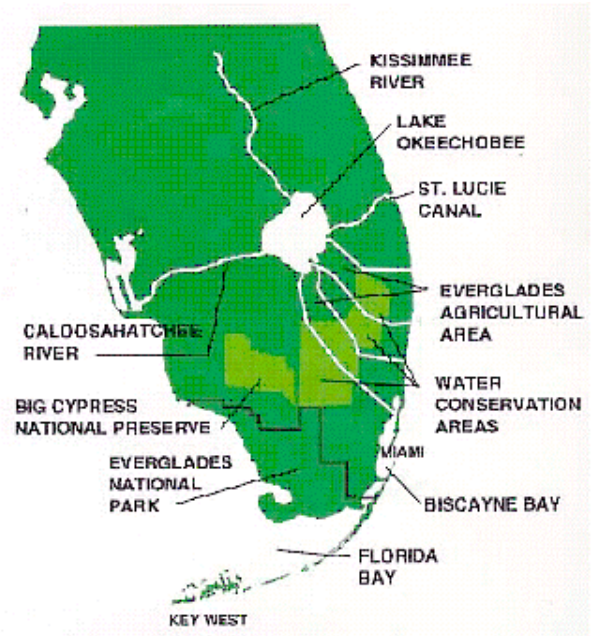 KISSIMMEE
RIVER
LAKE
OKEECHOBEE
ST. LUCIE
CANAL
EVERGLADES
AGRICULTURAL
AREA
CALOOSAHATCHEE
RIVER
WATER
CONSERVATION
AREAS
BIG CYPRESS
NATIONAL PRESERVE
MIAMI
EVERGLADES
NATIONAL
PARK
BISCAYNE BAY
FLORIDA
BAY
KEY WEST